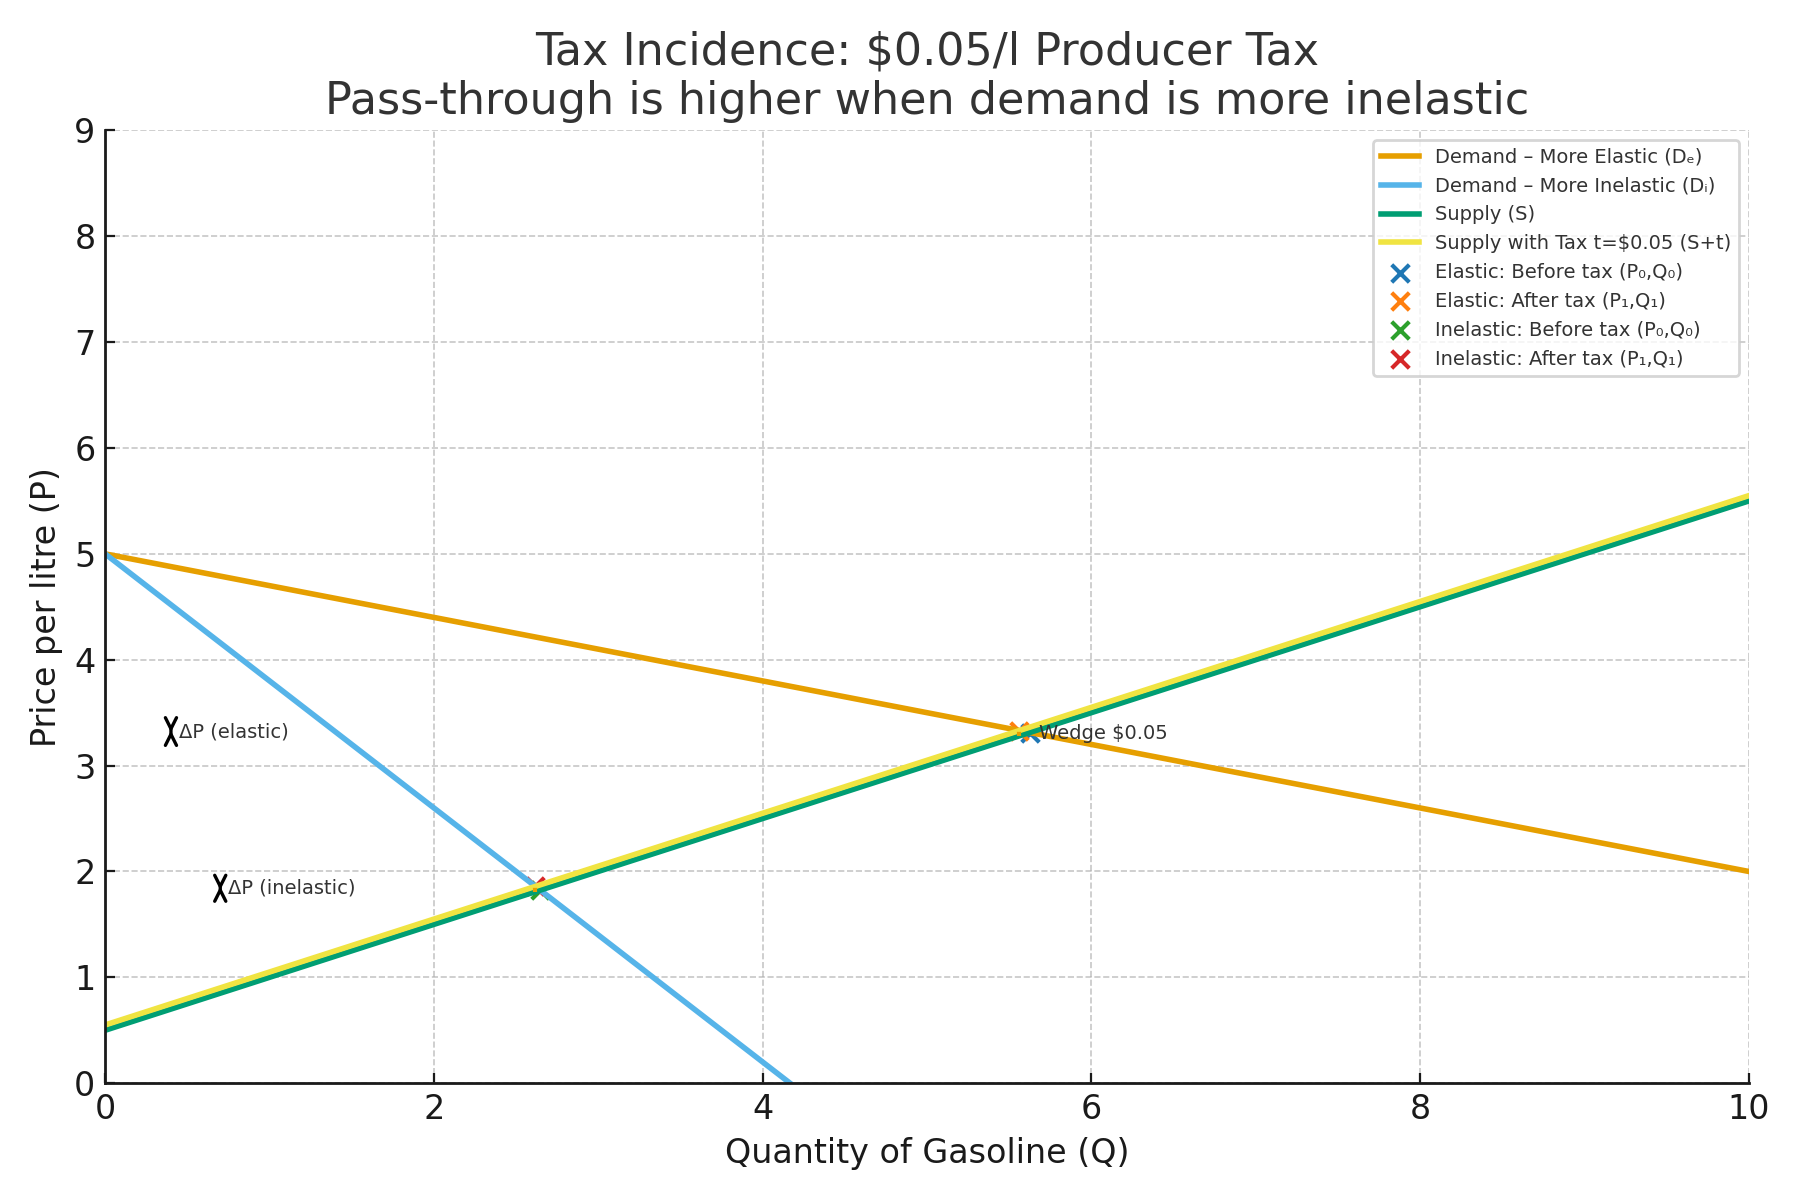 Tax Incidence: $0.05/l Producer Tax
Pass-through is higher when demand is more inelastic
9
8
7
6
5
4
3
2
1
0
Price per litre (P)
Demand – More Elastic (Dₑ)
Demand – More Inelastic (Dᵢ)
Supply (S)
Supply with Tax t=$0.05 (S+t)
Elastic: Before tax (P₀,Q₀)
Elastic: After tax (P₁,Q₁)
Inelastic: Before tax (P₀,Q₀)
Inelastic: After tax (P₁,Q₁)
ΔP (elastic)
Wedge $0.05
ΔP (inelastic)
0 2 4 6 8 10
Quantity of Gasoline (Q)